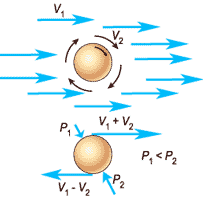 V₁
V₂
P₁
V₁ + V₂
P₁ < P₂
V₁ - V₂
P₂